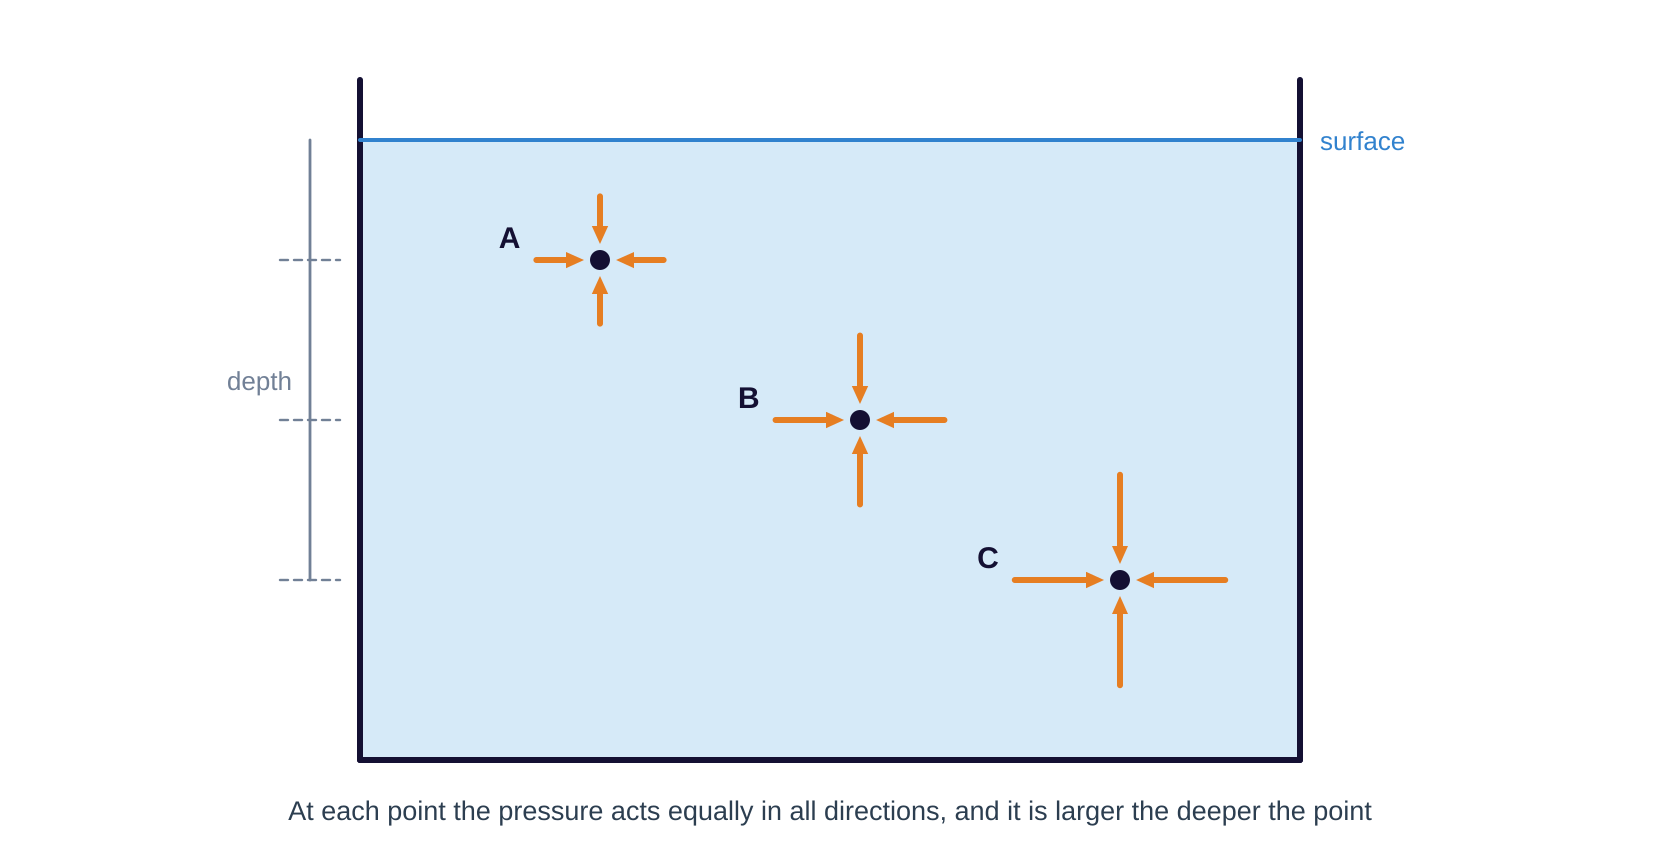 surface
A
depth
B
C
At each point the pressure acts equally in all directions, and it is larger the deeper the point